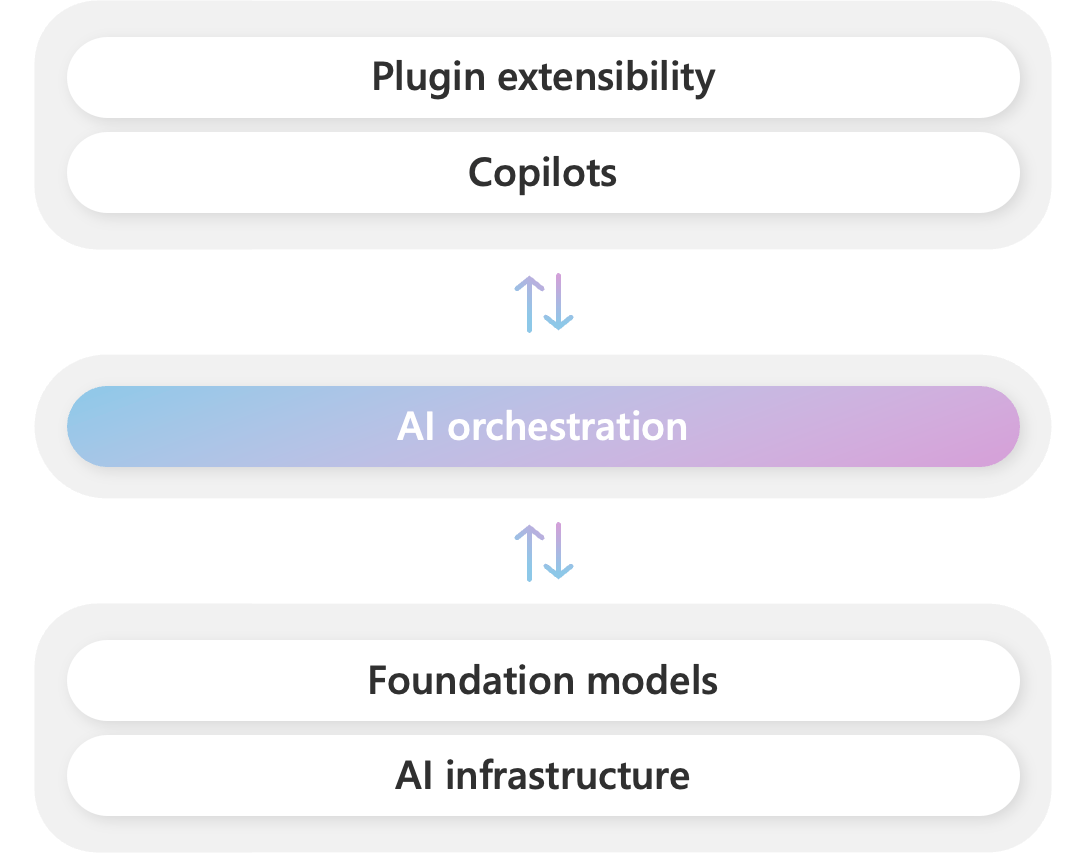 Plugin extensibility
Copilots
AI orchestration
Foundation models
AI infrastructure